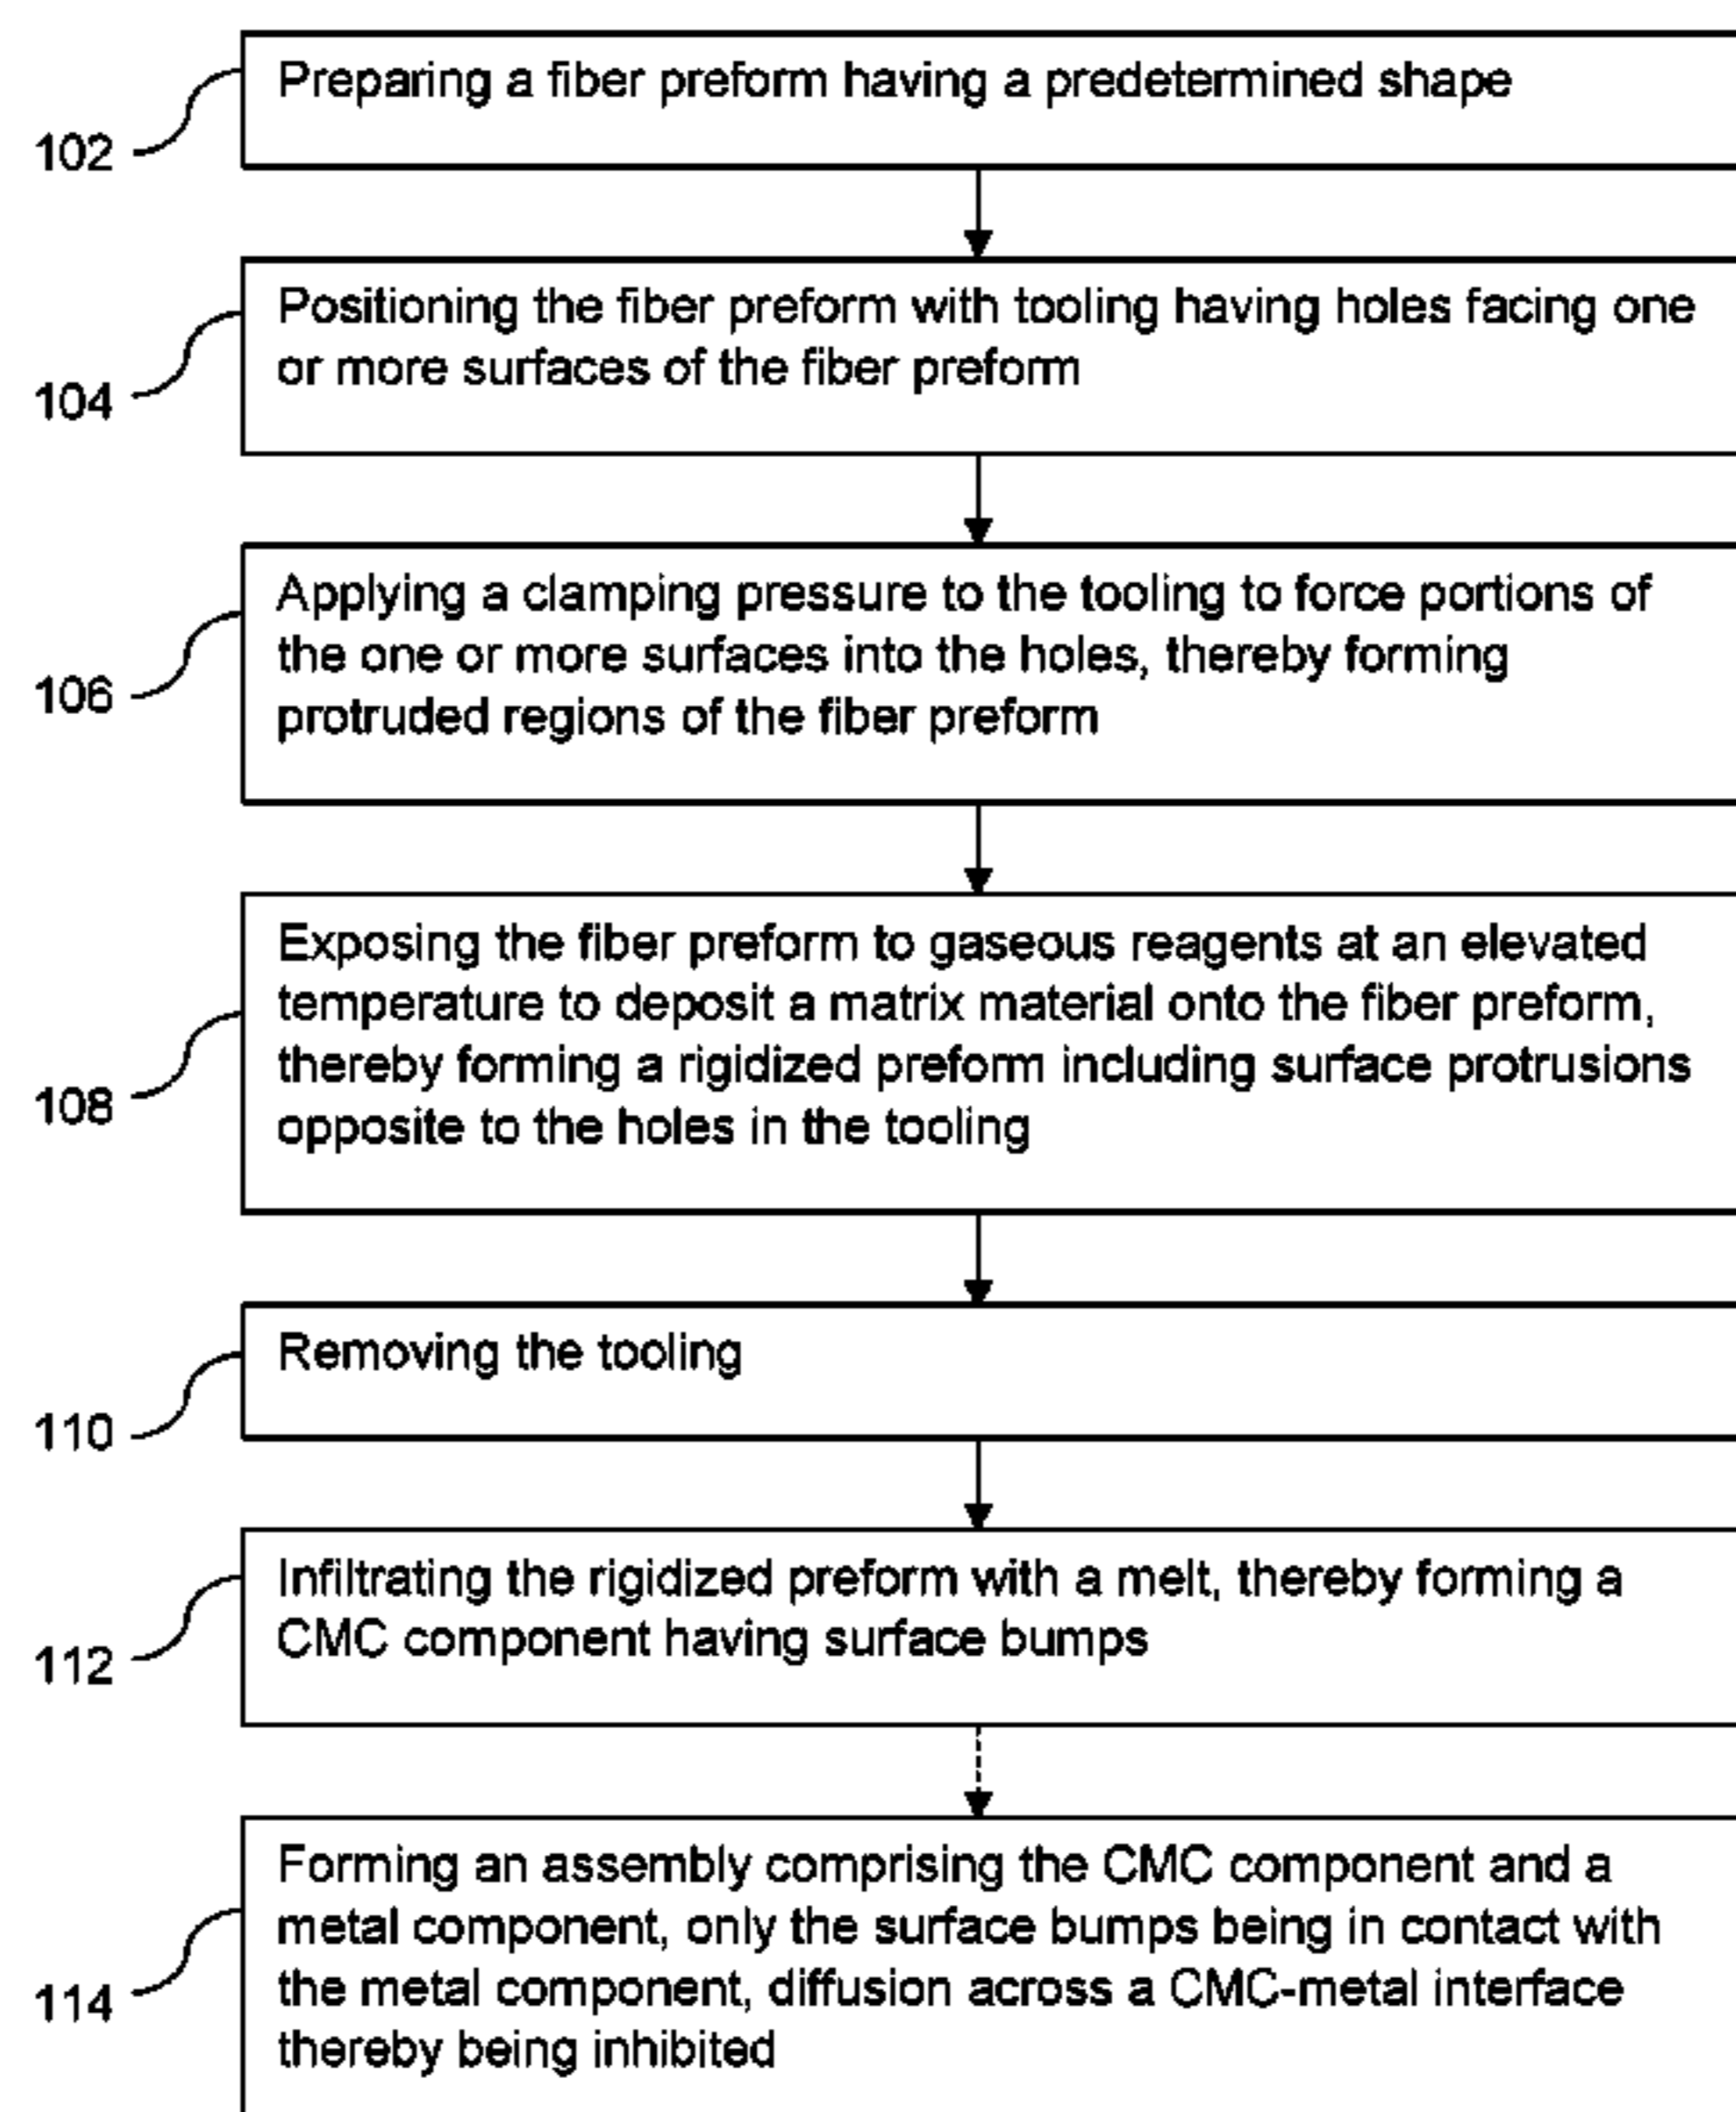 Preparing a fiber preform having a predetermined shape
102
Positioning the fiber preform with tooling having holes facing one
or more surfaces of the fiber preform
104
Applying a clamping pressure to the tooling to force portions of
the one or more surfaces into the holes, thereby forming
protruded regions of the fiber preform
106
Exposing the fiber preform to gaseous reagents at an elevated
temperature to deposit a matrix material onto the fiber preform,
thereby forming a rigidized preform including surface protrusions
opposite to the holes in the tooling
108
Removing the tooling
110
Infiltrating the rigidized preform with a melt, thereby forming a
CMC component having surface bumps
112
Forming an assembly comprising the CMC component and a
metal component, only the surface bumps being in contact with
the metal component, diffusion across a CMC-metal interface
thereby being inhibited
114